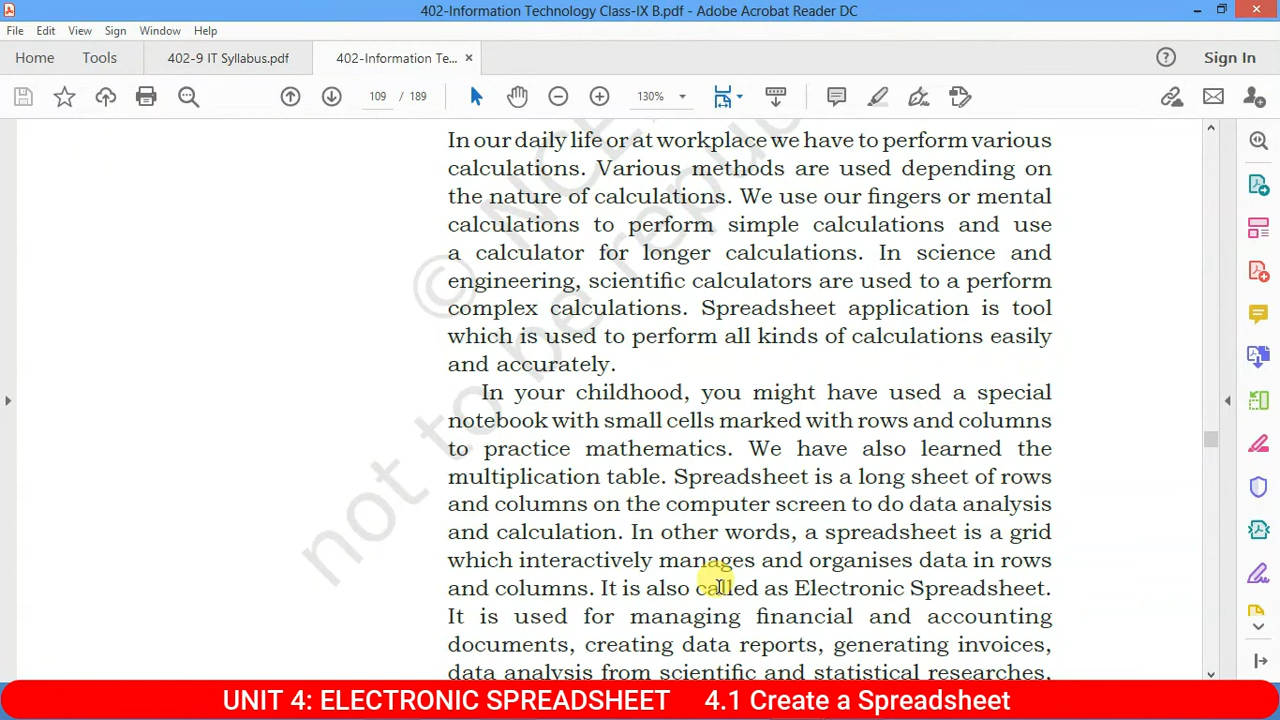 402-Information Technology Class-IX B.pdf - Adobe Acrobat Reader DC
File Edit View Sign Window Help
Home Tools 402-9 IT Syllabus.pdf 402-Information Te... × Sign In
109 / 189 130%
In our daily life or at workplace we have to perform various
calculations. Various methods are used depending on
the nature of calculations. We use our fingers or mental
calculations to perform simple calculations and use
a calculator for longer calculations. In science and
engineering, scientific calculators are used to a perform
complex calculations. Spreadsheet application is tool
which is used to perform all kinds of calculations easily
and accurately.
In your childhood, you might have used a special
notebook with small cells marked with rows and columns
to practice mathematics. We have also learned the
multiplication table. Spreadsheet is a long sheet of rows
and columns on the computer screen to do data analysis
and calculation. In other words, a spreadsheet is a grid
which interactively manages and organises data in rows
and columns. It is also called as Electronic Spreadsheet.
It is used for managing financial and accounting
documents, creating data reports, generating invoices,
data analysis from scientific and statistical researches,
© NCE
not to be repu
UNIT 4: ELECTRONIC SPREADSHEET 4.1 Create a Spreadsheet